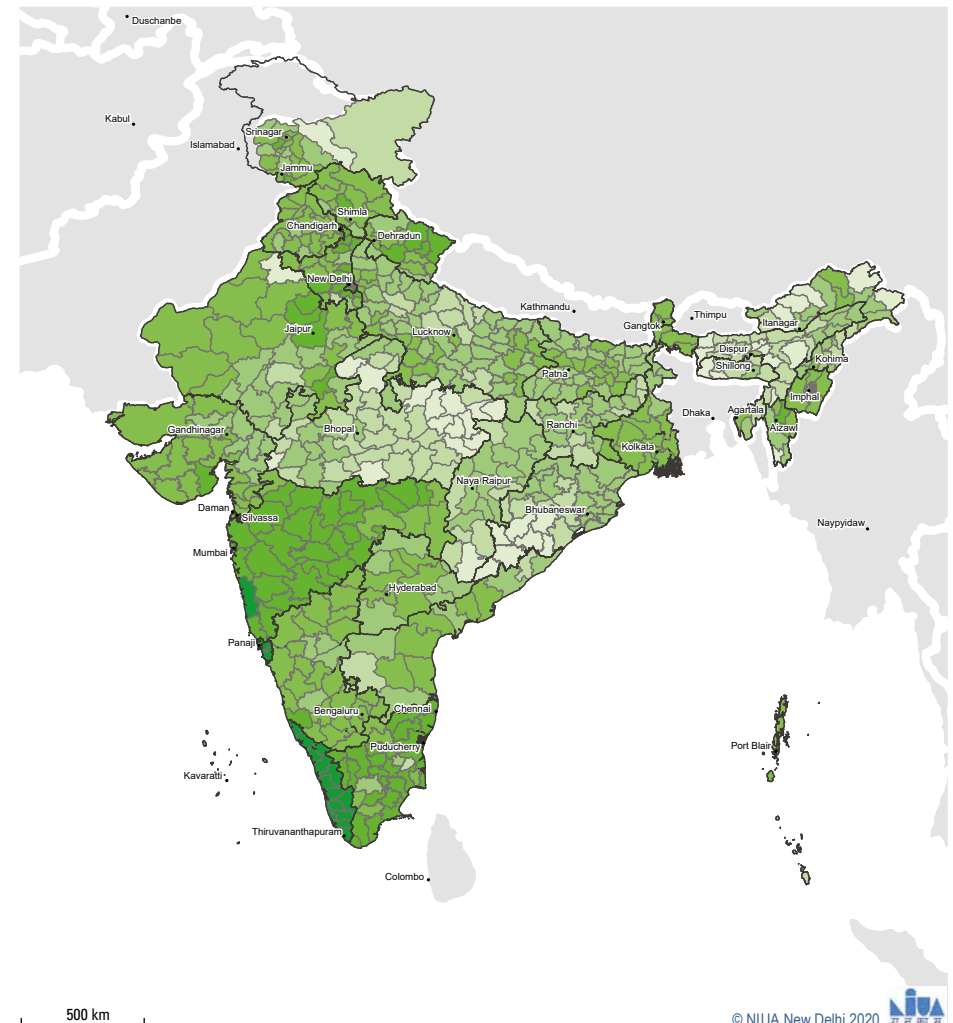 Duschanbe
Kabul
Islamabad
Srinagar
Jammu
Shimla
Chandigarh
Dehradun
New Delhi
Kathmandu
Thimpu
Gangtok
Itanagar
Jaipur
Lucknow
Dispur
Kohima
Shillong
Patna
Imphal
Dhaka
Agartala
Gandhinagar
Bhopal
Ranchi
Aizawl
Kolkata
Naya Raipur
Daman
Silvassa
Bhubaneswar
Naypyidaw
Mumbai
Hyderabad
Panaji
Bengaluru
Chennai
Puducherry
Port Blair
Kavaratti
Thiruvananthapuram
Colombo
500 km
© NIUA New Delhi 2020
NIUA